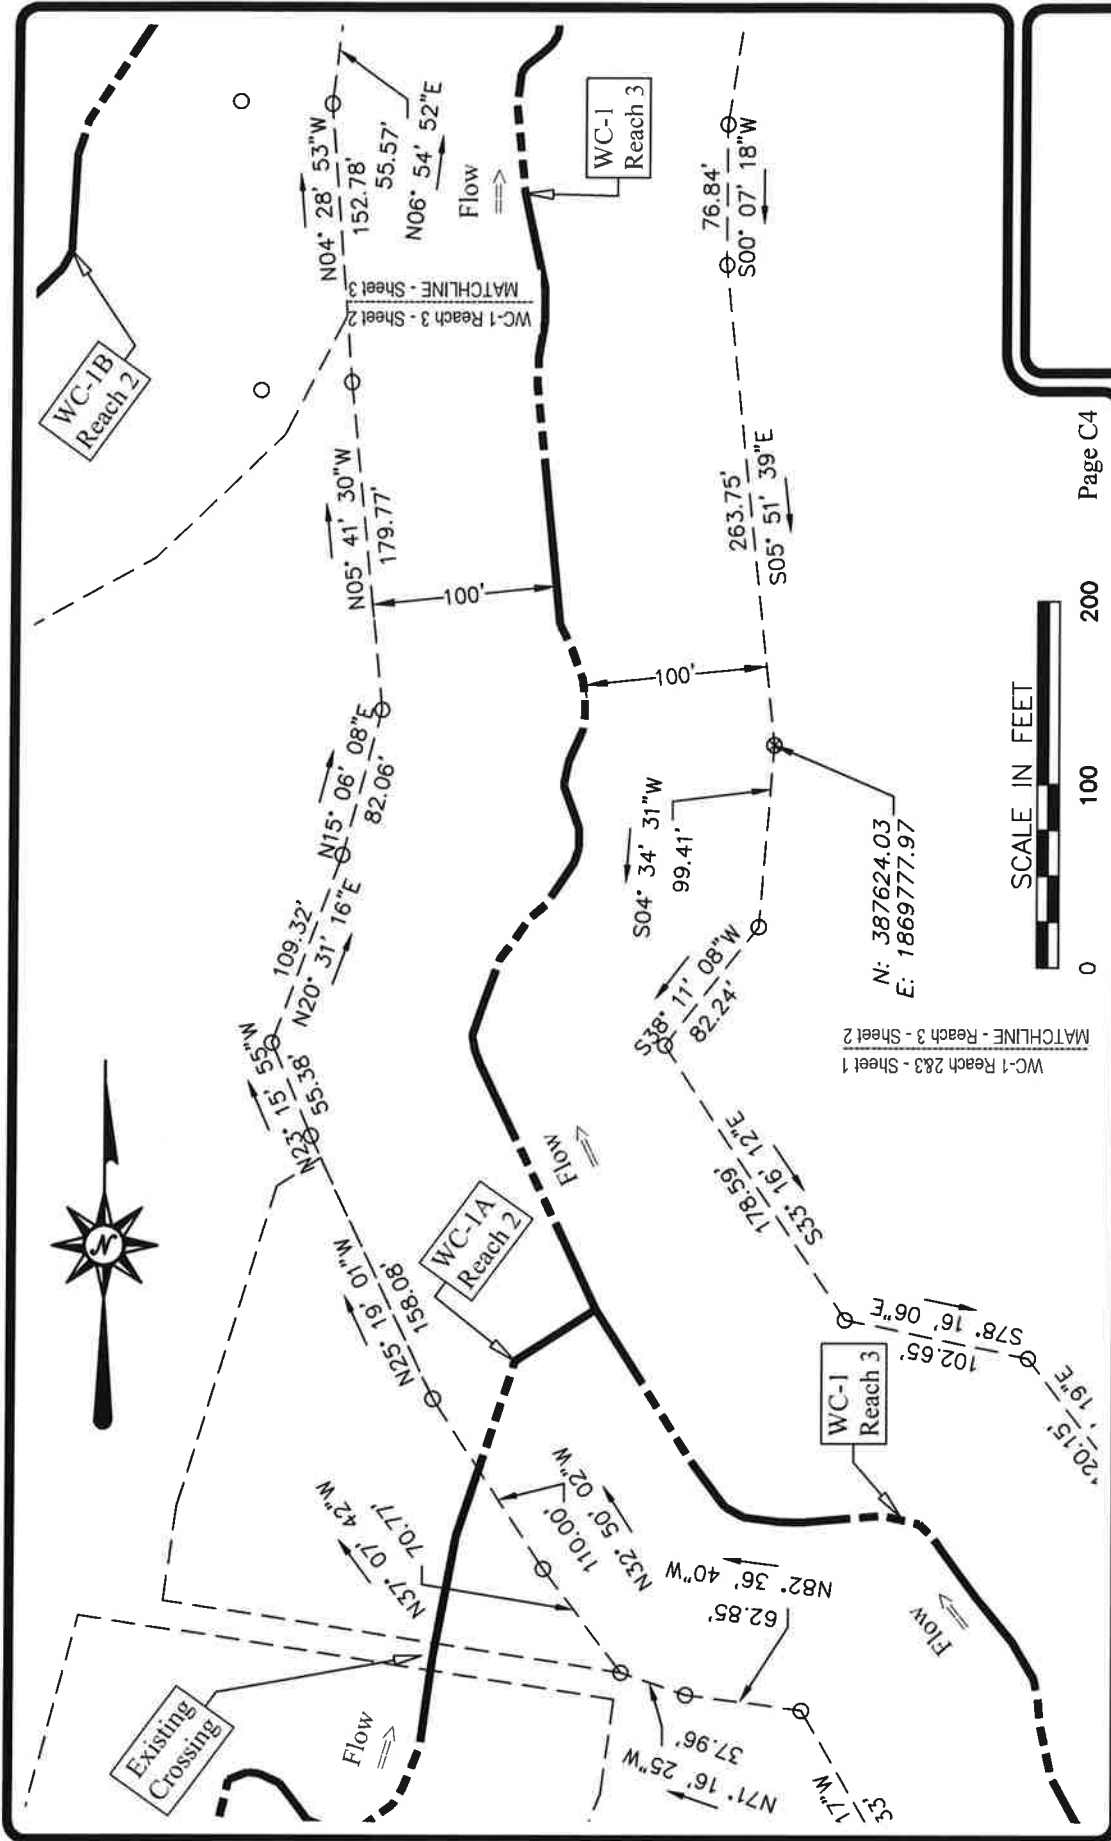 WC-1B
Reach 2
N04° 28' 53"W
152.78'
55.57'
N06° 54' 52"E
Flow
WC-1
Reach 3
WC-1 Reach 3 - Sheet 2
MATCHLINE - Sheet 3
76.84'
S00° 07' 18"W
N05° 41' 30"W
179.77'
100'
263.75'
S05° 51' 39"E
N15° 06' 08"E
82.06'
100'
109.32'
N20° 31' 16"E
S04° 34' 31"W
99.41'
N: 387624.03
E: 1869777.97
SCALE IN FEET
0 100 200
Page C4
N
N23° 15' 55"W
55.38'
S38° 11' 08"W
82.24'
WC-1 Reach 2&3 - Sheet 1
MATCHLINE - Reach 3 - Sheet 2
N25° 19' 01"W
158.08'
WC-1A
Reach 2
Flow
178.59'
S33° 16' 12"E
S78° 16' 06"E
102.65'
20.15'
' 19"E
WC-1
Reach 3
N37° 07' 42"W
70.77'
110.00'
N32° 50' 02"W
N82° 36' 40"W
62.85'
Existing
Crossing
Flow
N71° 16' 25"W
37.96'
17"W
33'
Flow